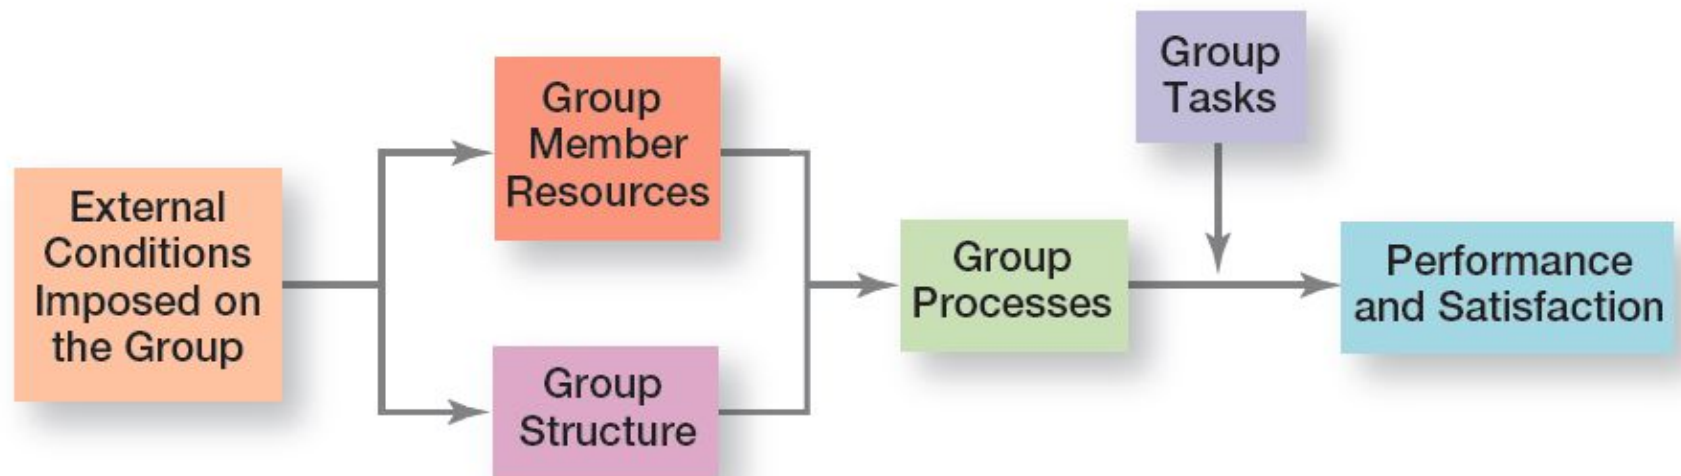 External
Conditions
Imposed on
the Group
Group
Member
Resources
Group
Structure
Group
Processes
Group
Tasks
Performance
and Satisfaction